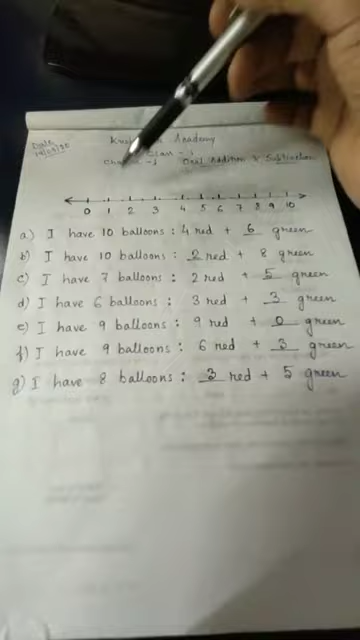 Date
Academy
Class - 1
Oral Addition & Subtraction
0 1 2 3 4 5 6 7 8 9 10
a) I have 10 balloons : 4 red + 6 green
b) I have 10 balloons : 2 red + 8 green
c) I have 7 balloons : 2 red + 5 green
d) I have 6 balloons : 3 red + 3 green
e) I have 9 balloons : 9 red + 0 green
f) I have 9 balloons : 6 red + 3 green
g) I have 8 balloons : 3 red + 5 green